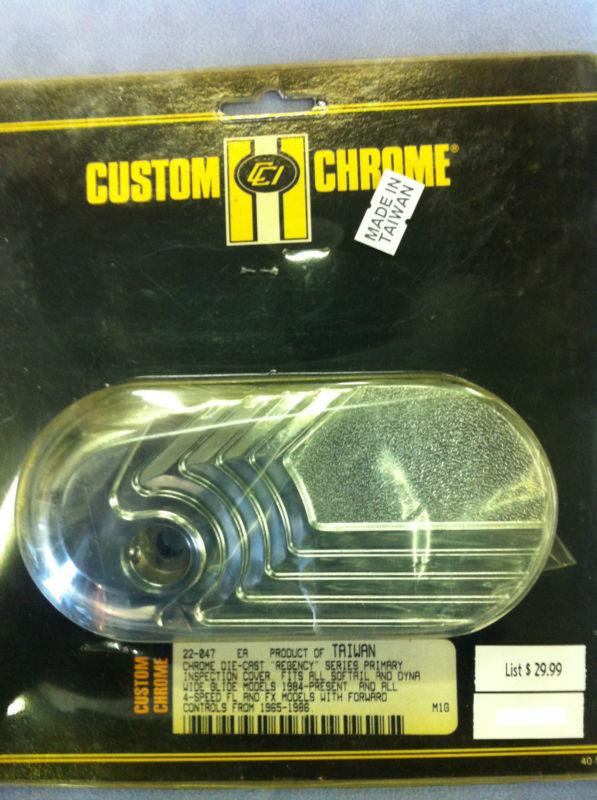 CUSTOM CCI CHROME®
MADE IN
TAIWAN
22-047 EA PRODUCT OF TAIWAN
CHROME DIE-CAST "REGENCY" SERIES PRIMARY
INSPECTION COVER, FITS ALL SOFTAIL AND DYNA
WIDE GLIDE MODELS 1984-PRESENT AND ALL
4-SPEED FL AND FX MODELS WITH FORWARD
CONTROLS FROM 1965-1986
M1G
CUSTOM
CHROME
List $ 29.99